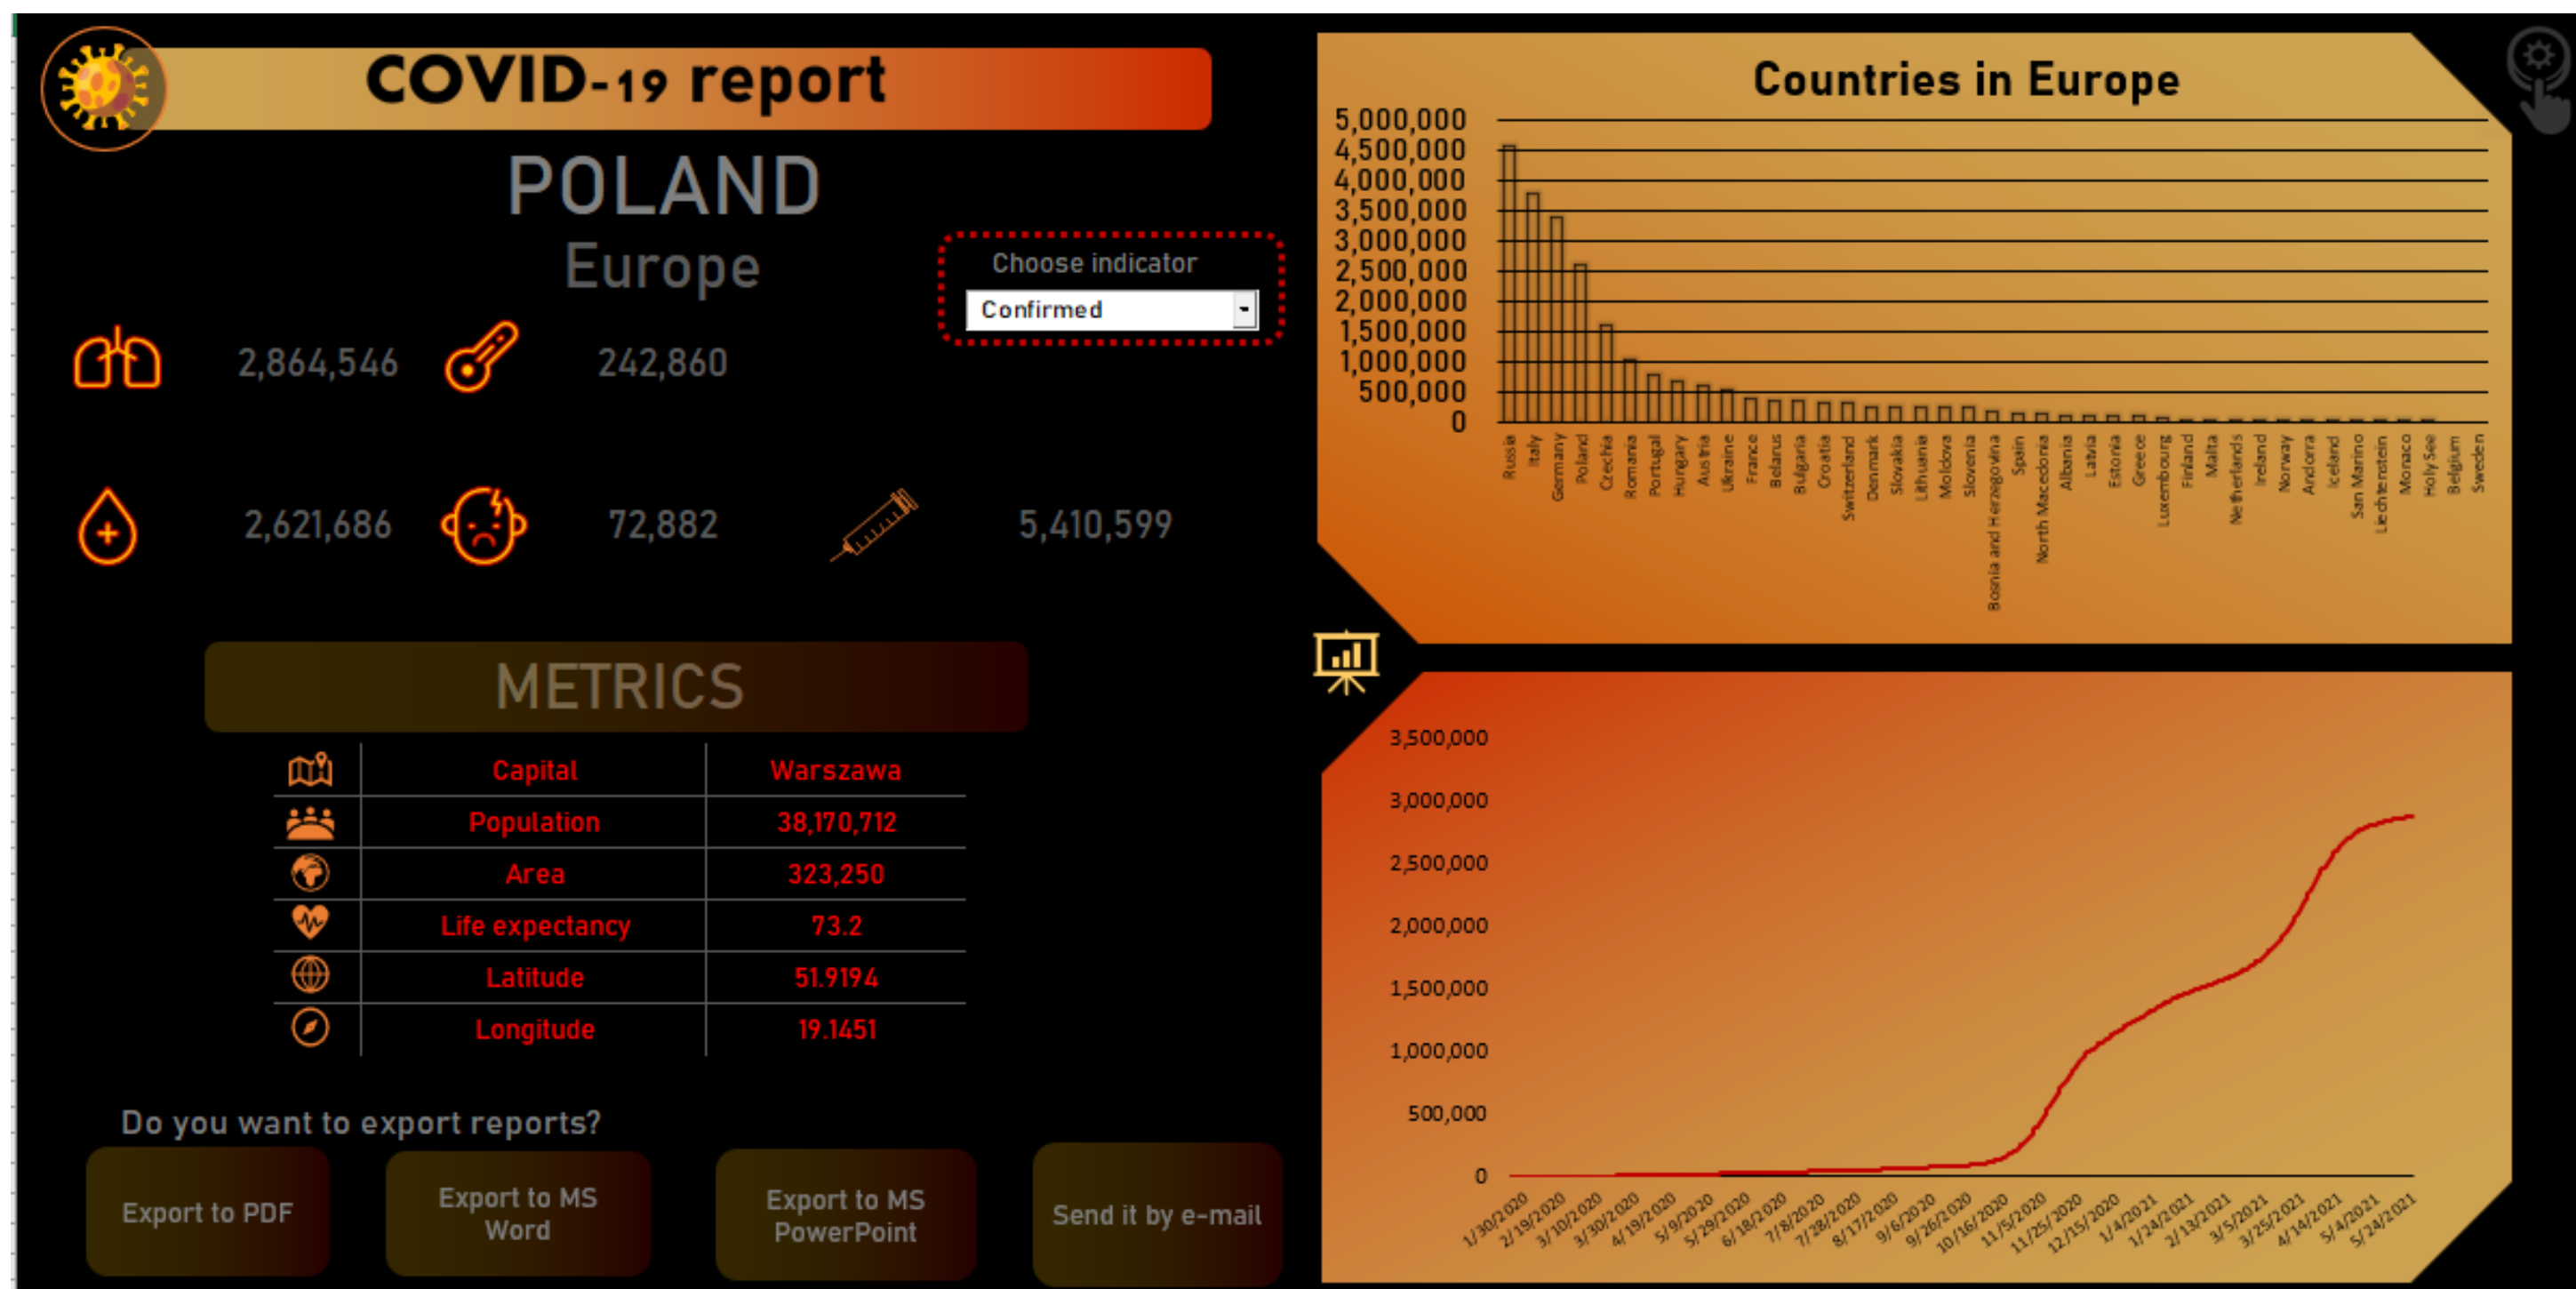 COVID-19 report
POLAND
Europe
Choose indicator
Confirmed
2,864,546
242,860
2,621,686
72,882
5,410,599
METRICS
Capital Warszawa
Population 38,170,712
Area 323,250
Life expectancy 73.2
Latitude 51.9194
Longitude 19.1451
Do you want to export reports?
Export to PDF
Export to MS
Word
Export to MS
PowerPoint
Send it by e-mail
Countries in Europe
5,000,000
4,500,000
4,000,000
3,500,000
3,000,000
2,500,000
2,000,000
1,500,000
1,000,000
500,000
0
Russia
Italy
Germany
Poland
Czechia
Romania
Portugal
Hungary
Austria
Ukraine
France
Belarus
Bulgaria
Croatia
Switzerland
Denmark
Slovakia
Lithuania
Moldova
Slovenia
Bosnia and Herzegovina
Spain
North Macedonia
Albania
Latvia
Estonia
Greece
Luxembourg
Finland
Malta
Netherlands
Ireland
Norway
Andorra
Iceland
San Marino
Liechtenstein
Monaco
Holy See
Belgium
Sweden
3,500,000
3,000,000
2,500,000
2,000,000
1,500,000
1,000,000
500,000
0
1/30/2020
2/19/2020
3/10/2020
3/30/2020
4/19/2020
5/9/2020
5/29/2020
6/18/2020
7/8/2020
7/28/2020
8/17/2020
9/6/2020
9/26/2020
10/16/2020
11/5/2020
11/25/2020
12/15/2020
1/4/2021
1/24/2021
2/13/2021
3/5/2021
3/25/2021
4/14/2021
5/4/2021
5/24/2021